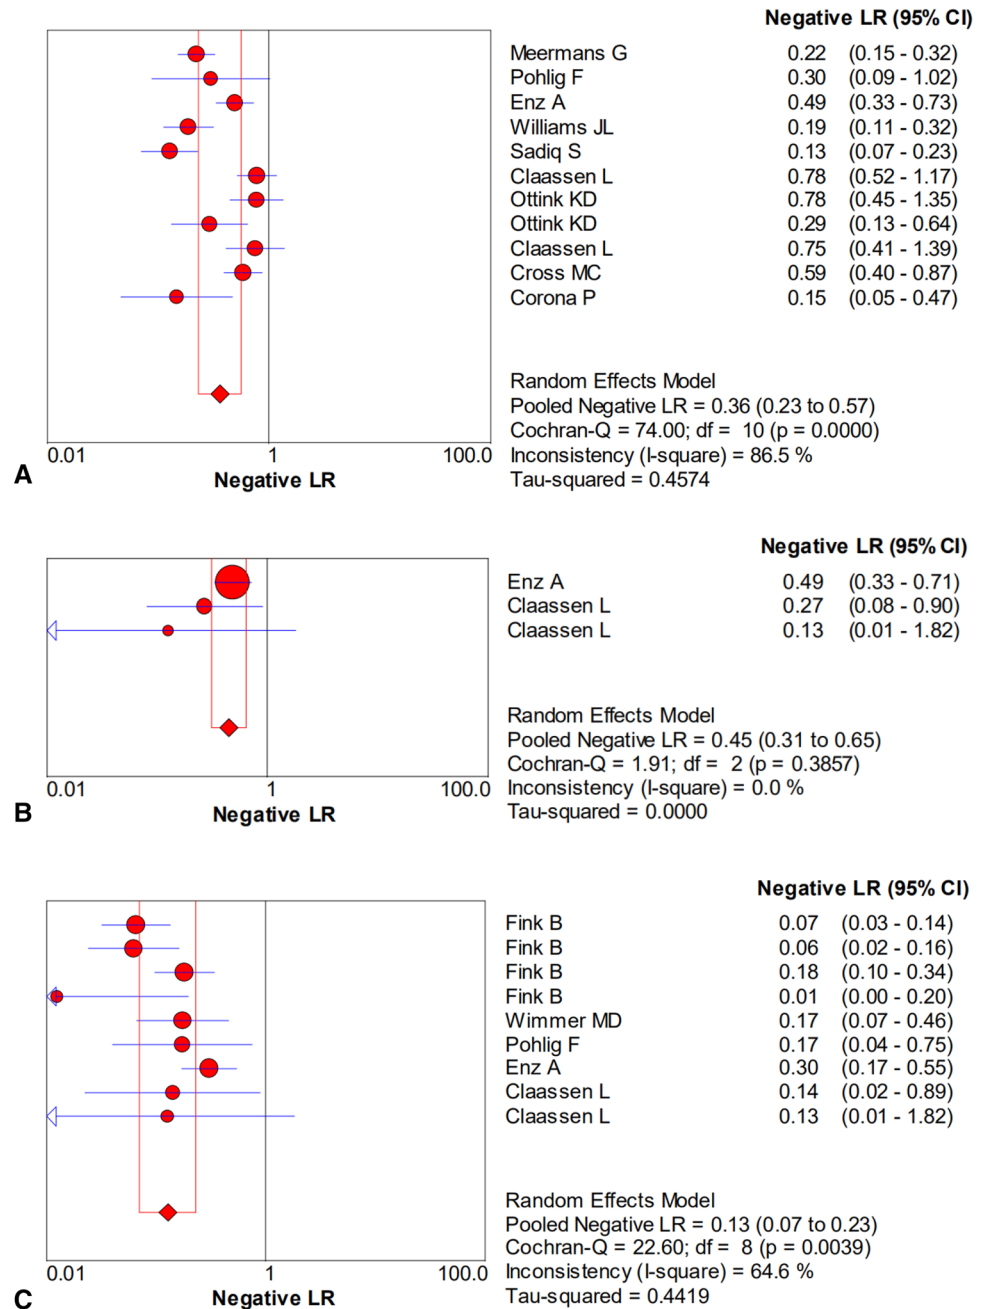 Negative LR (95% CI)
Meermans G 0.22 (0.15 - 0.32)
Pohlig F 0.30 (0.09 - 1.02)
Enz A 0.49 (0.33 - 0.73)
Williams JL 0.19 (0.11 - 0.32)
Sadiq S 0.13 (0.07 - 0.23)
Claassen L 0.78 (0.52 - 1.17)
Ottink KD 0.78 (0.45 - 1.35)
Ottink KD 0.29 (0.13 - 0.64)
Claassen L 0.75 (0.41 - 1.39)
Cross MC 0.59 (0.40 - 0.87)
Corona P 0.15 (0.05 - 0.47)
Random Effects Model
Pooled Negative LR = 0.36 (0.23 to 0.57)
Cochran-Q = 74.00; df = 10 (p = 0.0000)
Inconsistency (I-square) = 86.5 %
Tau-squared = 0.4574
0.01 1 100.0
A Negative LR
Negative LR (95% CI)
Enz A 0.49 (0.33 - 0.71)
Claassen L 0.27 (0.08 - 0.90)
Claassen L 0.13 (0.01 - 1.82)
Random Effects Model
Pooled Negative LR = 0.45 (0.31 to 0.65)
Cochran-Q = 1.91; df = 2 (p = 0.3857)
Inconsistency (I-square) = 0.0 %
Tau-squared = 0.0000
0.01 1 100.0
B Negative LR
Negative LR (95% CI)
Fink B 0.07 (0.03 - 0.14)
Fink B 0.06 (0.02 - 0.16)
Fink B 0.18 (0.10 - 0.34)
Fink B 0.01 (0.00 - 0.20)
Wimmer MD 0.17 (0.07 - 0.46)
Pohlig F 0.17 (0.04 - 0.75)
Enz A 0.30 (0.17 - 0.55)
Claassen L 0.14 (0.02 - 0.89)
Claassen L 0.13 (0.01 - 1.82)
Random Effects Model
Pooled Negative LR = 0.13 (0.07 to 0.23)
Cochran-Q = 22.60; df = 8 (p = 0.0039)
Inconsistency (I-square) = 64.6 %
Tau-squared = 0.4419
0.01 1 100.0
C Negative LR